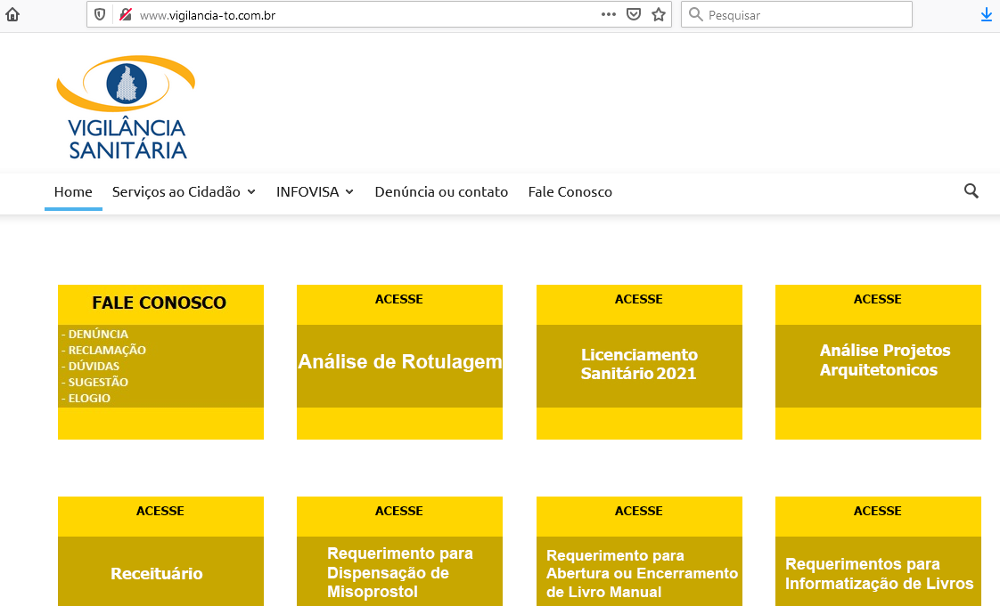 www.vigilancia-to.com.br
Pesquisar
VIGILÂNCIA
SANITÁRIA
Home
Serviços ao Cidadão
INFOVISA
Denúncia ou contato
Fale Conosco
FALE CONOSCO
- DENÚNCIA
- RECLAMAÇÃO
- DÚVIDAS
- SUGESTÃO
- ELOGIO
ACESSE
Análise de Rotulagem
ACESSE
Licenciamento
Sanitário 2021
ACESSE
Análise Projetos
Arquitetonicos
ACESSE
Receituário
ACESSE
Requerimento para
Dispensação de
Misoprostol
ACESSE
Requerimento para
Abertura ou Encerramento
de Livro Manual
ACESSE
Requerimentos para
Informatização de Livros